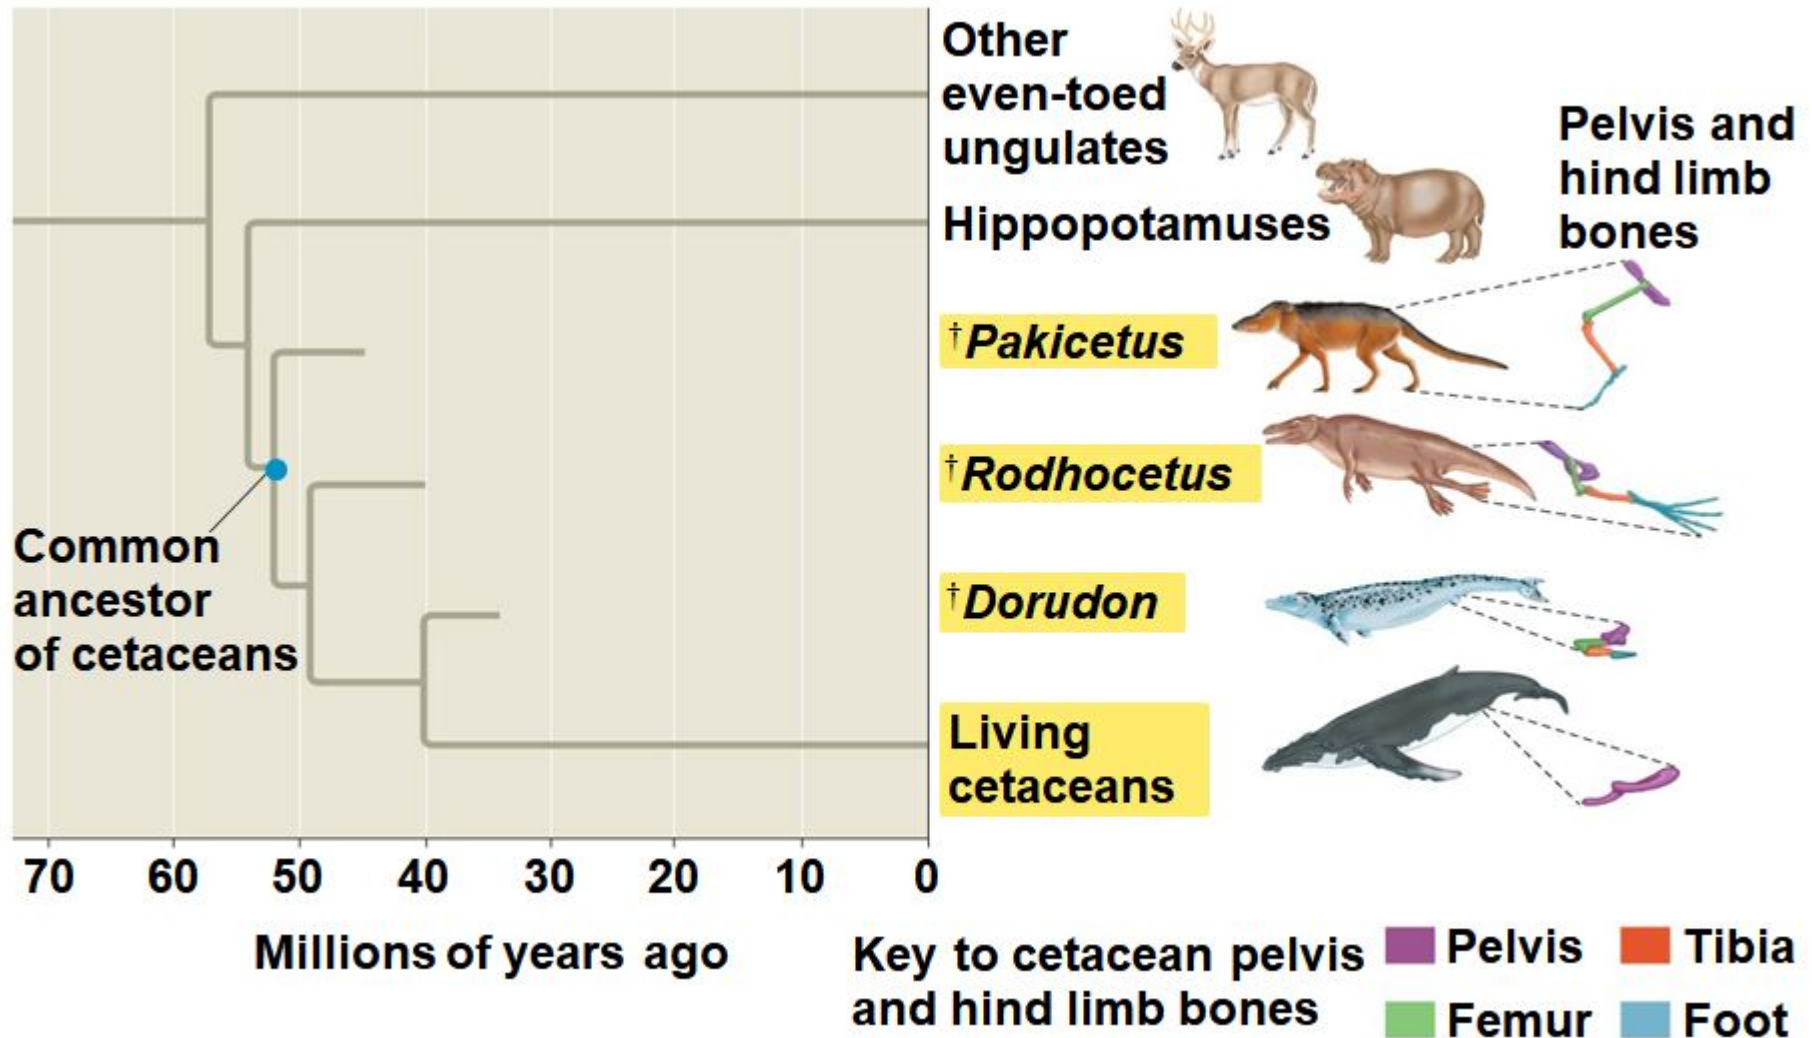 Other
even-toed
ungulates
Pelvis and
hind limb
bones
Hippopotamuses
†Pakicetus
†Rodhocetus
Common
ancestor
of cetaceans
†Dorudon
Living
cetaceans
70 60 50 40 30 20 10 0
Millions of years ago
Key to cetacean pelvis
and hind limb bones
Pelvis Tibia
Femur Foot